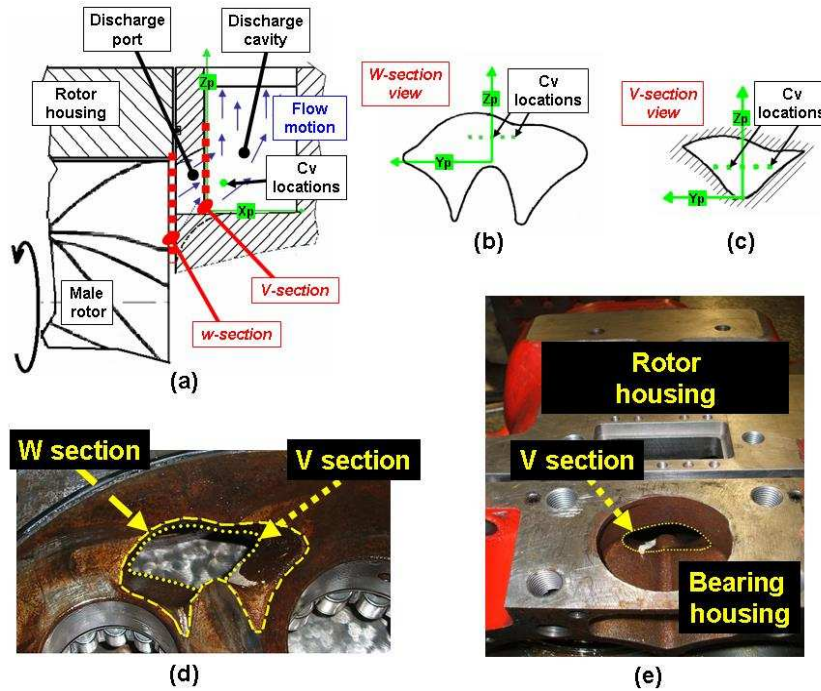 Discharge
port
Discharge
cavity
Rotor
housing
Zp
Flow
motion
Cv
locations
Xp
Male
rotor
V-section
w-section
(a)
W-section
view
Cv
locations
Zp
Yp
(b)
V-section
view
Cv
locations
Zp
Yp
(c)
W section
V section
(d)
Rotor
housing
V section
Bearing
housing
(e)